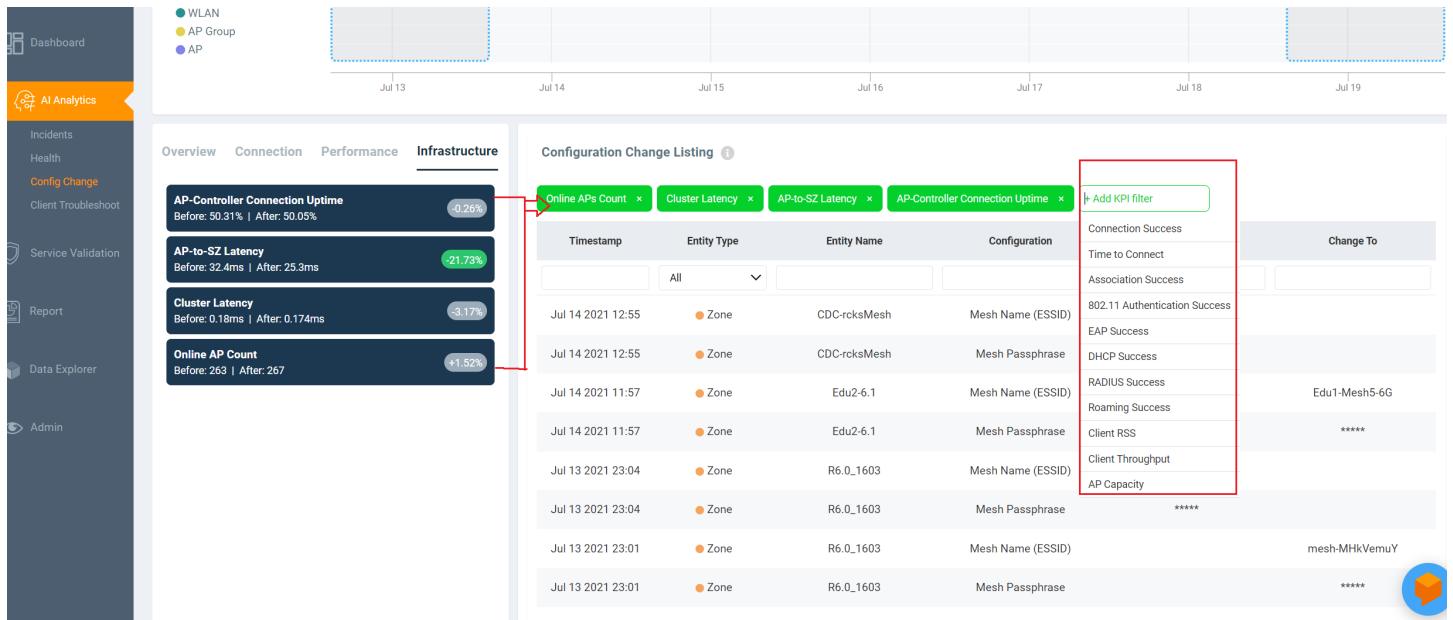 WLAN
AP Group
AP
Jul 13
Jul 14
Jul 15
Jul 16
Jul 17
Jul 18
Jul 19
Dashboard
AI Analytics
Incidents
Health
Config Change
Client Troubleshoot
Service Validation
Report
Data Explorer
Admin
Overview Connection Performance Infrastructure
AP-Controller Connection Uptime
Before: 50.31% | After: 50.05%
-0.26%
AP-to-SZ Latency
Before: 32.4ms | After: 25.3ms
-21.73%
Cluster Latency
Before: 0.18ms | After: 0.174ms
-3.17%
Online AP Count
Before: 263 | After: 267
+1.52%
Configuration Change Listing i
Online APs Count × Cluster Latency × AP-to-SZ Latency × AP-Controller Connection Uptime × + Add KPI filter
Connection Success
Time to Connect
Association Success
802.11 Authentication Success
EAP Success
DHCP Success
RADIUS Success
Roaming Success
Client RSS
Client Throughput
AP Capacity
Timestamp Entity Type Entity Name Configuration Change To
All
Jul 14 2021 12:55 Zone CDC-rcksMesh Mesh Name (ESSID)
Jul 14 2021 12:55 Zone CDC-rcksMesh Mesh Passphrase
Jul 14 2021 11:57 Zone Edu2-6.1 Mesh Name (ESSID) Edu1-Mesh5-6G
Jul 14 2021 11:57 Zone Edu2-6.1 Mesh Passphrase *****
Jul 13 2021 23:04 Zone R6.0_1603 Mesh Name (ESSID)
Jul 13 2021 23:04 Zone R6.0_1603 Mesh Passphrase *****
Jul 13 2021 23:01 Zone R6.0_1603 Mesh Name (ESSID) mesh-MHkVemuY
Jul 13 2021 23:01 Zone R6.0_1603 Mesh Passphrase *****